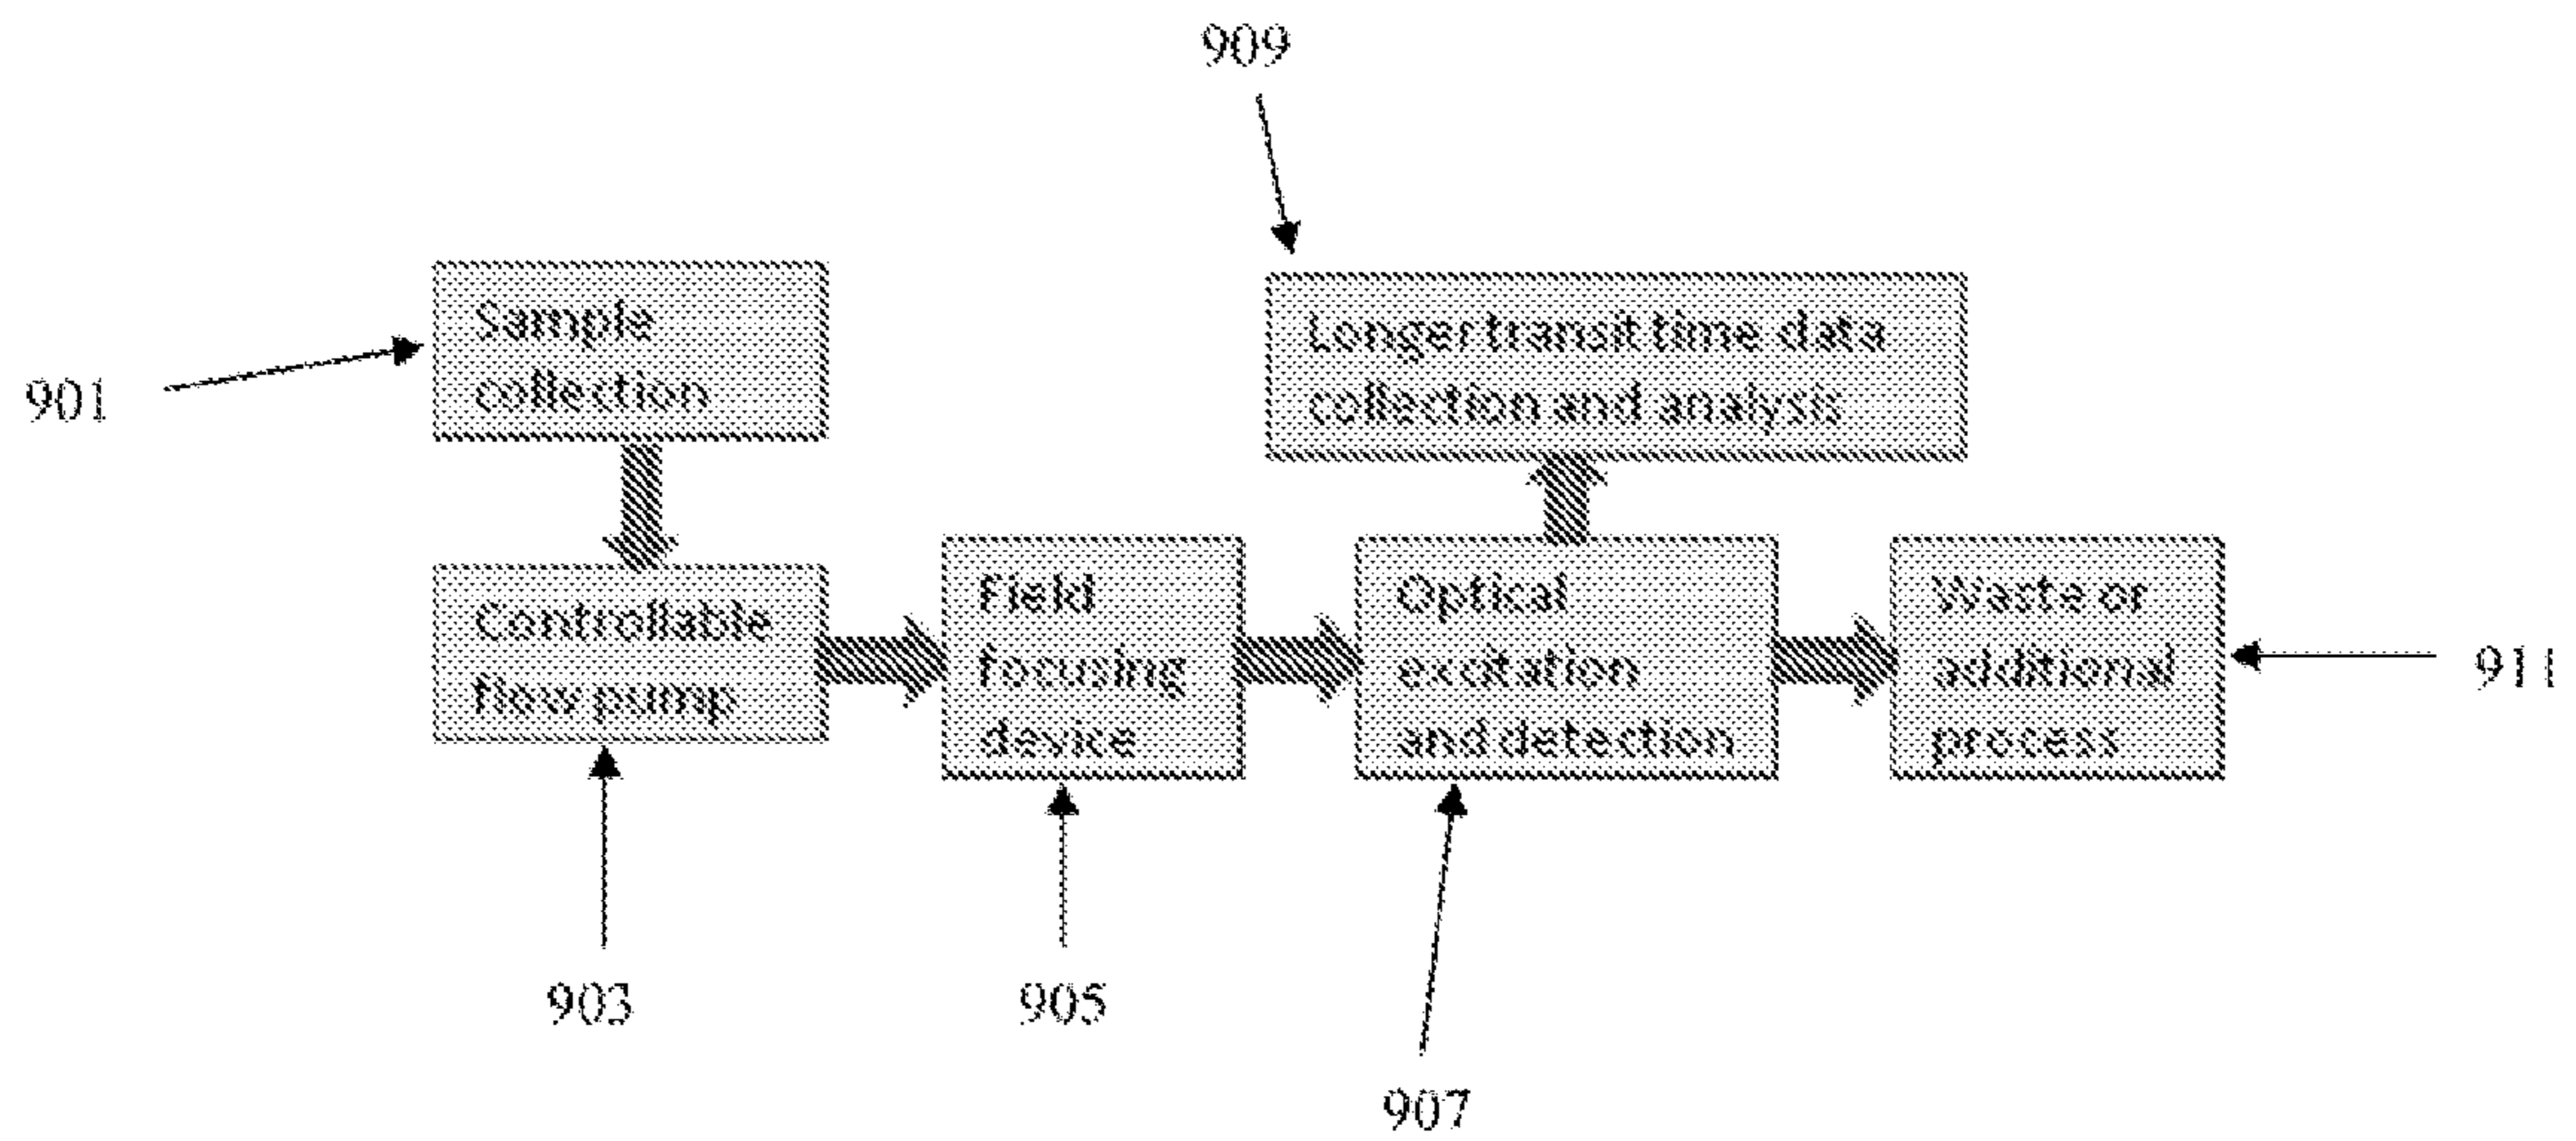 909
Sample
collection
901
Longer transit time data
collection and analysis
Controllable
flow pump
Field
focusing
device
Optical
excitation
and detection
Waste or
additional
process
911
903
905
907